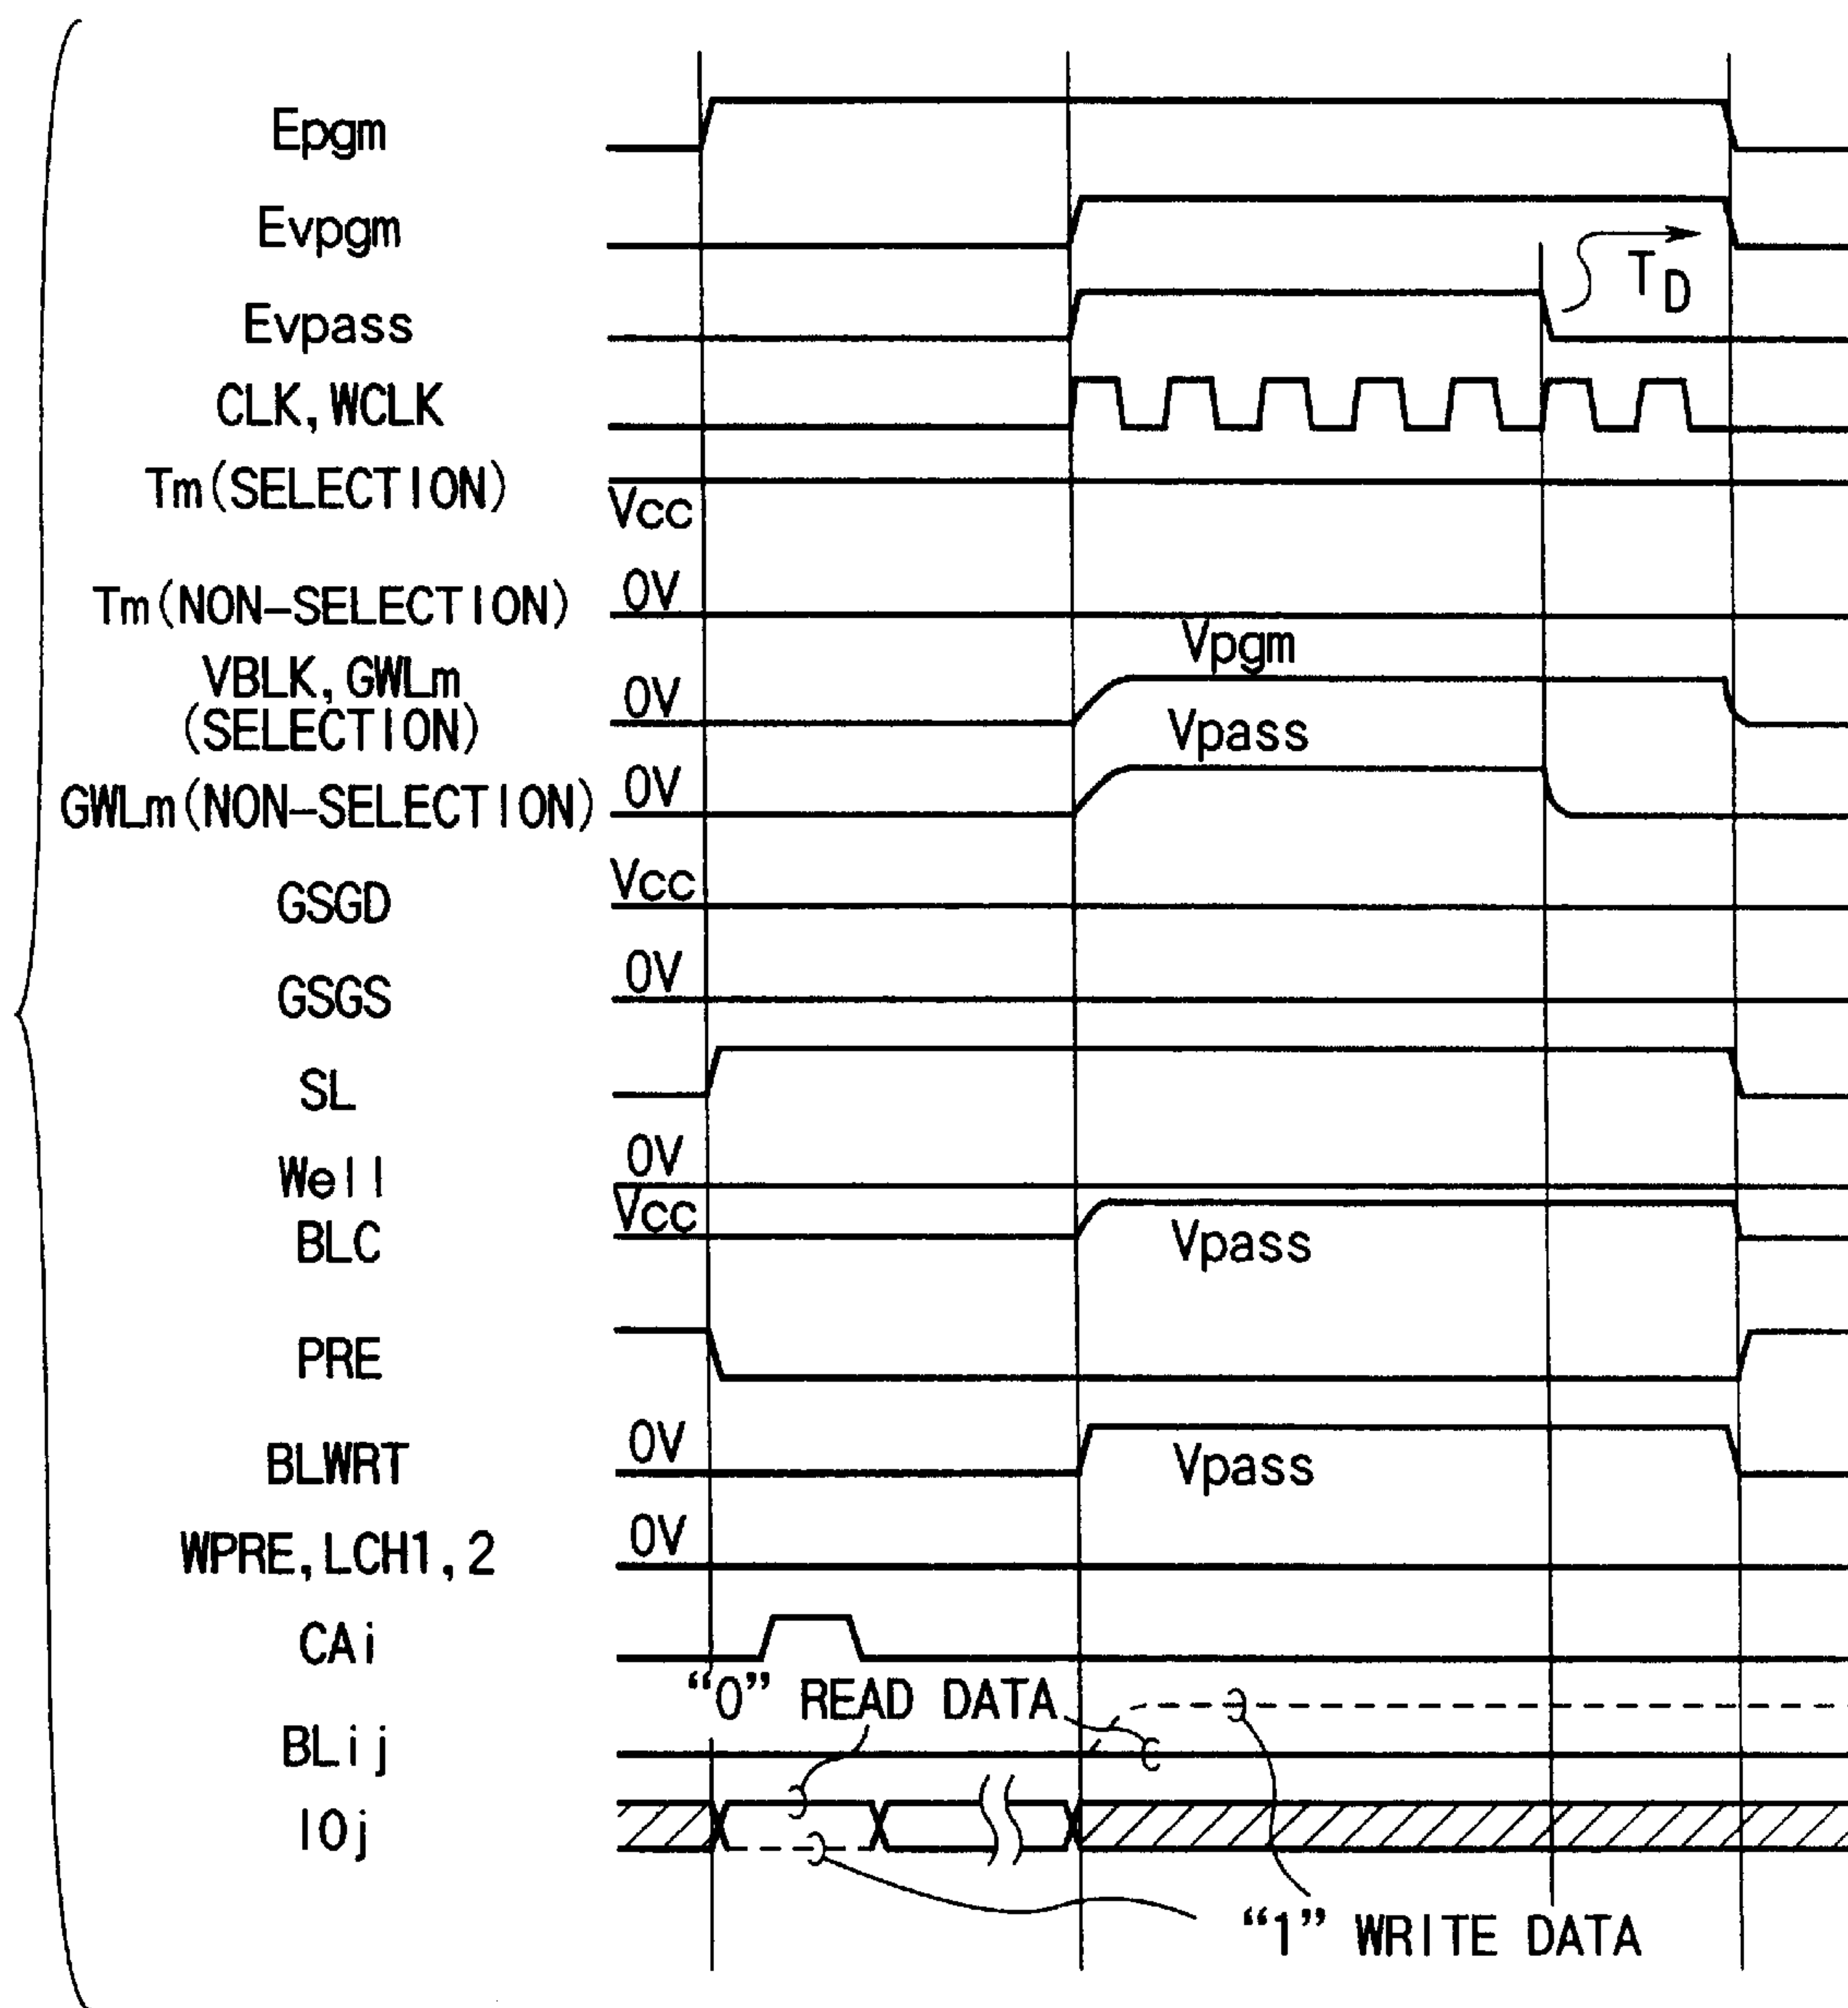 Epgm
Evpgm
TD
Evpass
CLK, WCLK
Tm(SELECTION)
Vcc
Tm(NON-SELECTION) 0V
Vpgm
VBLK, GWLm
(SELECTION) 0V
Vpass
GWLm(NON-SELECTION) 0V
GSGD Vcc
GSGS 0V
SL
Well 0V
BLC Vcc
Vpass
PRE
BLWRT 0V
Vpass
WPRE, LCH1, 2 0V
CAi
“0” READ DATA
BLij
IOj
“1” WRITE DATA